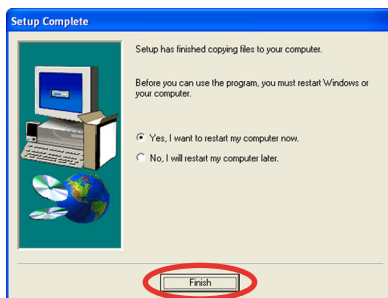 Setup Complete
Setup has finished copying files to your computer.
Before you can use the program, you must restart Windows or
your computer.
Yes, I want to restart my computer now.
No, I will restart my computer later.
Finish